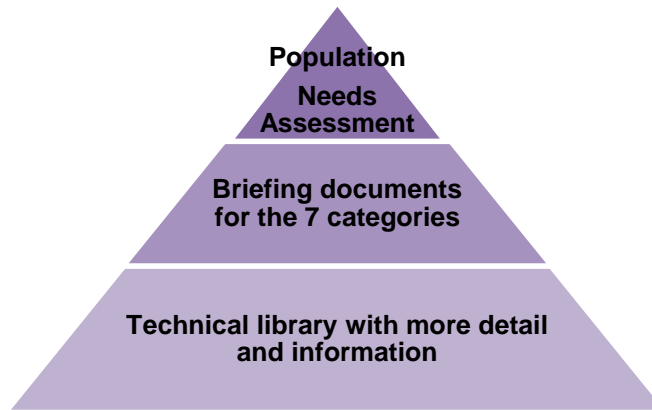 Population
Needs
Assessment
Briefing documents
for the 7 categories
Technical library with more detail
and information